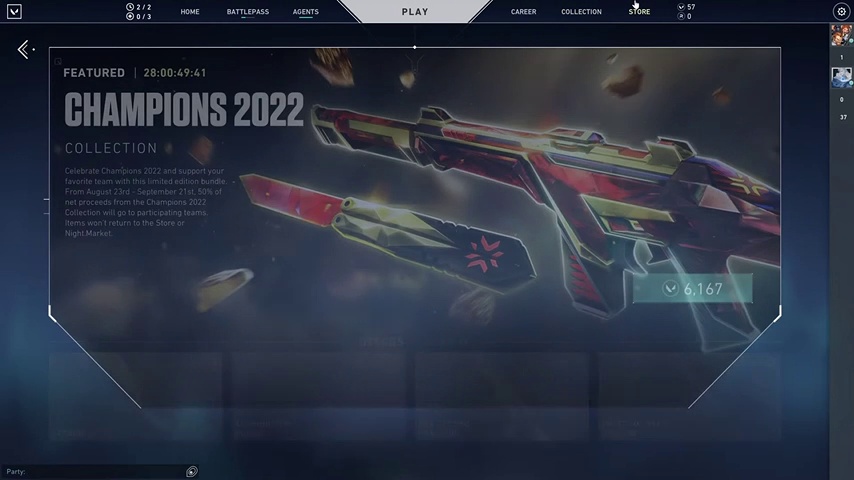 2 / 2
0 / 3
HOME
BATTLEPASS
AGENTS
PLAY
CAREER
COLLECTION
STORE
57
0
1
0
37
FEATURED | 28:00:49:41
CHAMPIONS 2022
COLLECTION
Celebrate Champions 2022 and support your
favorite team with this limited edition bundle.
From August 23rd - September 21st, 50% of
net proceeds from the Champions 2022
Collection will go to participating teams.
Items won't return to the Store or
Night.Market.
6,167
Party: